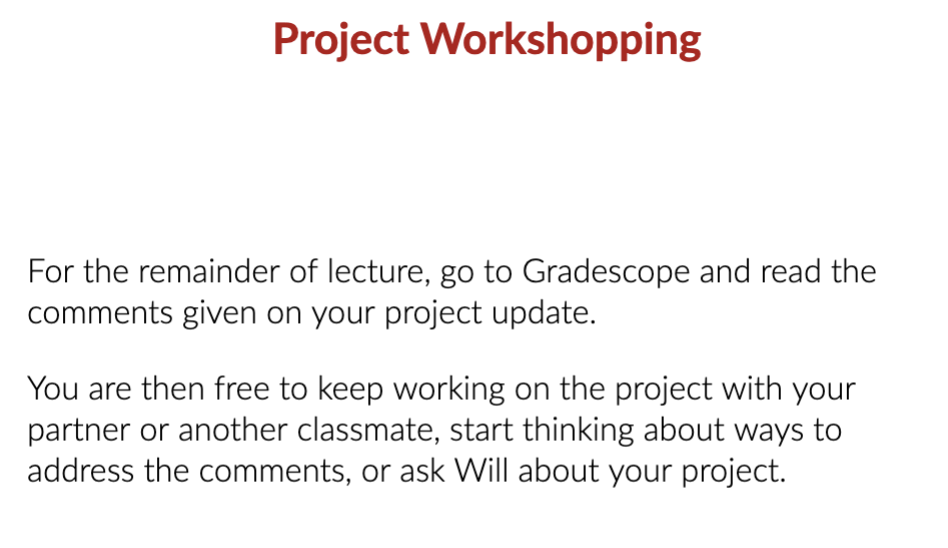 Project Workshopping
For the remainder of lecture, go to Gradescope and read the
comments given on your project update.
You are then free to keep working on the project with your
partner or another classmate, start thinking about ways to
address the comments, or ask Will about your project.